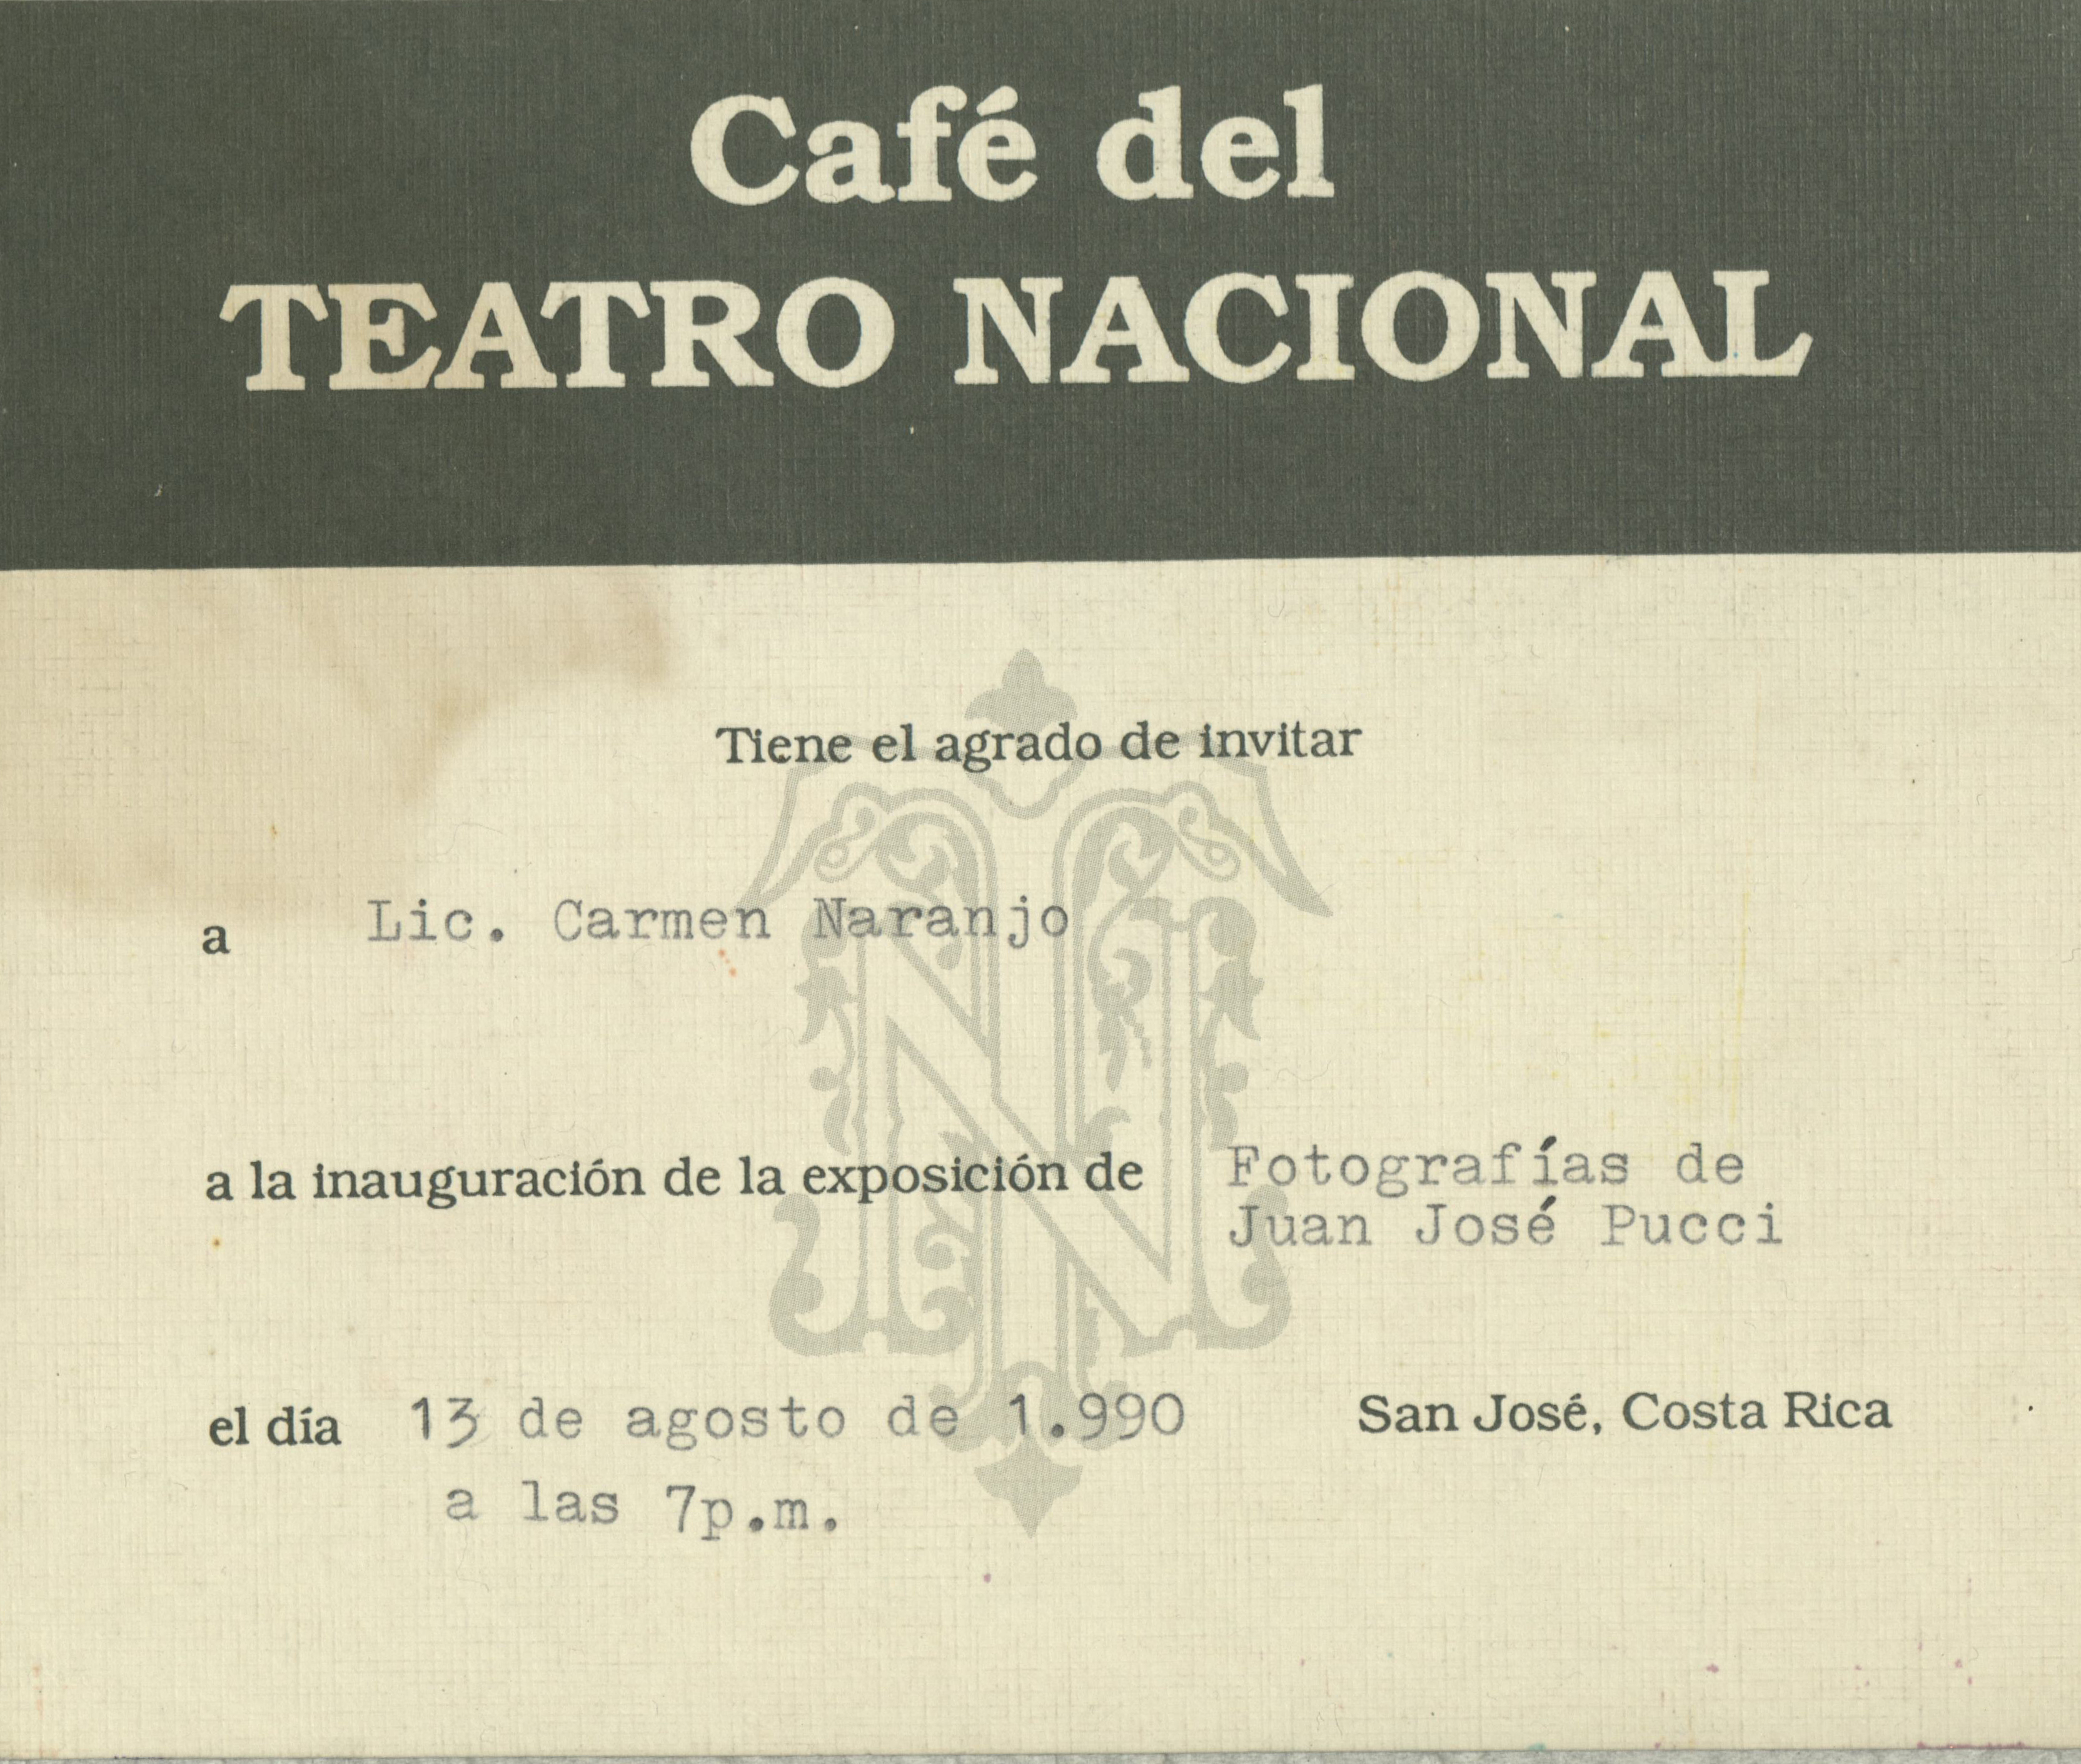 Café del
TEATRO NACIONAL
Tiene el agrado de invitar
a Lic. Carmen Naranjo
a la inauguración de la exposición de Fotografías de
Juan José Pucci
el día 13 de agosto de 1.990 San José, Costa Rica
a las 7p.m.